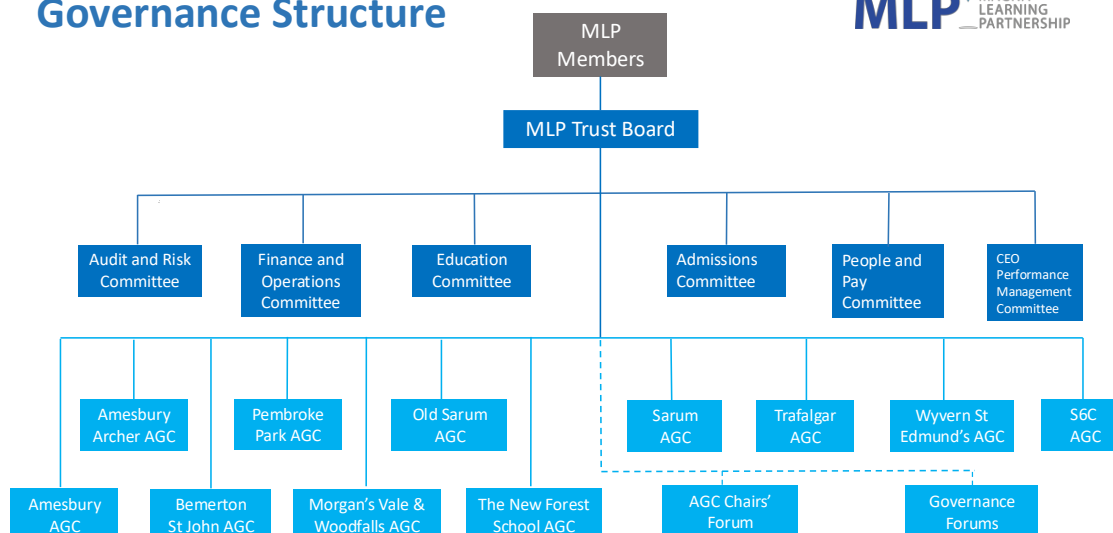 Governance Structure
MLP
LEARNING
PARTNERSHIP
MLP
Members
MLP Trust Board
Audit and Risk
Committee
Finance and
Operations
Committee
Education
Committee
Admissions
Committee
People and
Pay
Committee
CEO
Performance
Management
Committee
Amesbury
Archer AGC
Pembroke
Park AGC
Old Sarum
AGC
Sarum
AGC
Trafalgar
AGC
Wyvern St
Edmund's AGC
S6C
AGC
Amesbury
AGC
Bemerton
St John AGC
Morgan's Vale &
Woodfalls AGC
The New Forest
School AGC
AGC Chairs'
Forum
Governance
Forums